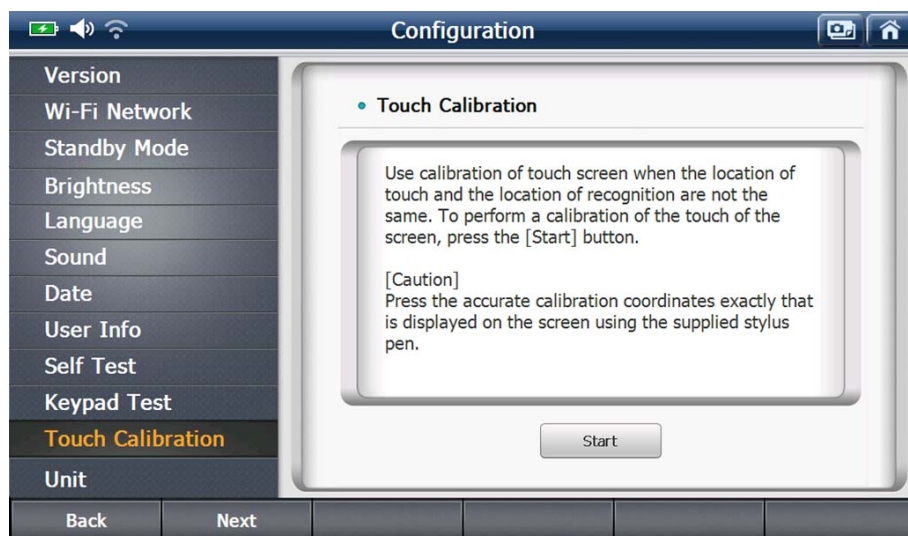 Configuration
Version
Wi-Fi Network
Standby Mode
Brightness
Language
Sound
Date
User Info
Self Test
Keypad Test
Touch Calibration
Unit
Touch Calibration
Use calibration of touch screen when the location of
touch and the location of recognition are not the
same. To perform a calibration of the touch of the
screen, press the [Start] button.
[Caution]
Press the accurate calibration coordinates exactly that
is displayed on the screen using the supplied stylus
pen.
Start
Back
Next